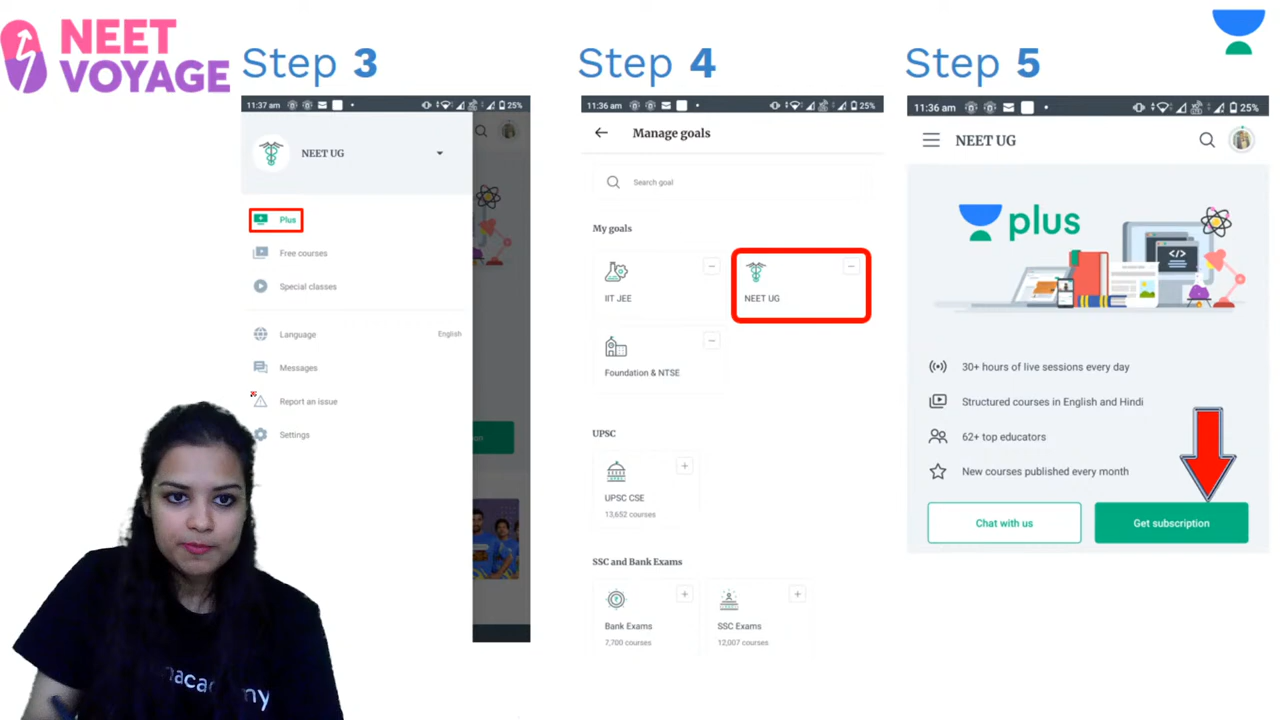 NEET
VOYAGE
Step 3
11:37 am
25%
NEET UG
Plus
Free courses
Special classes
Language
English
Messages
Report an issue
Settings
Step 4
11:36 am
25%
Manage goals
Search goal
My goals
IIT JEE
NEET UG
Foundation & NTSE
UPSC
UPSC CSE
13,652 courses
SSC and Bank Exams
Bank Exams
7,700 courses
SSC Exams
12,007 courses
Step 5
11:36 am
25%
NEET UG
plus
30+ hours of live sessions every day
Structured courses in English and Hindi
62+ top educators
New courses published every month
Chat with us
Get subscription
nacademy